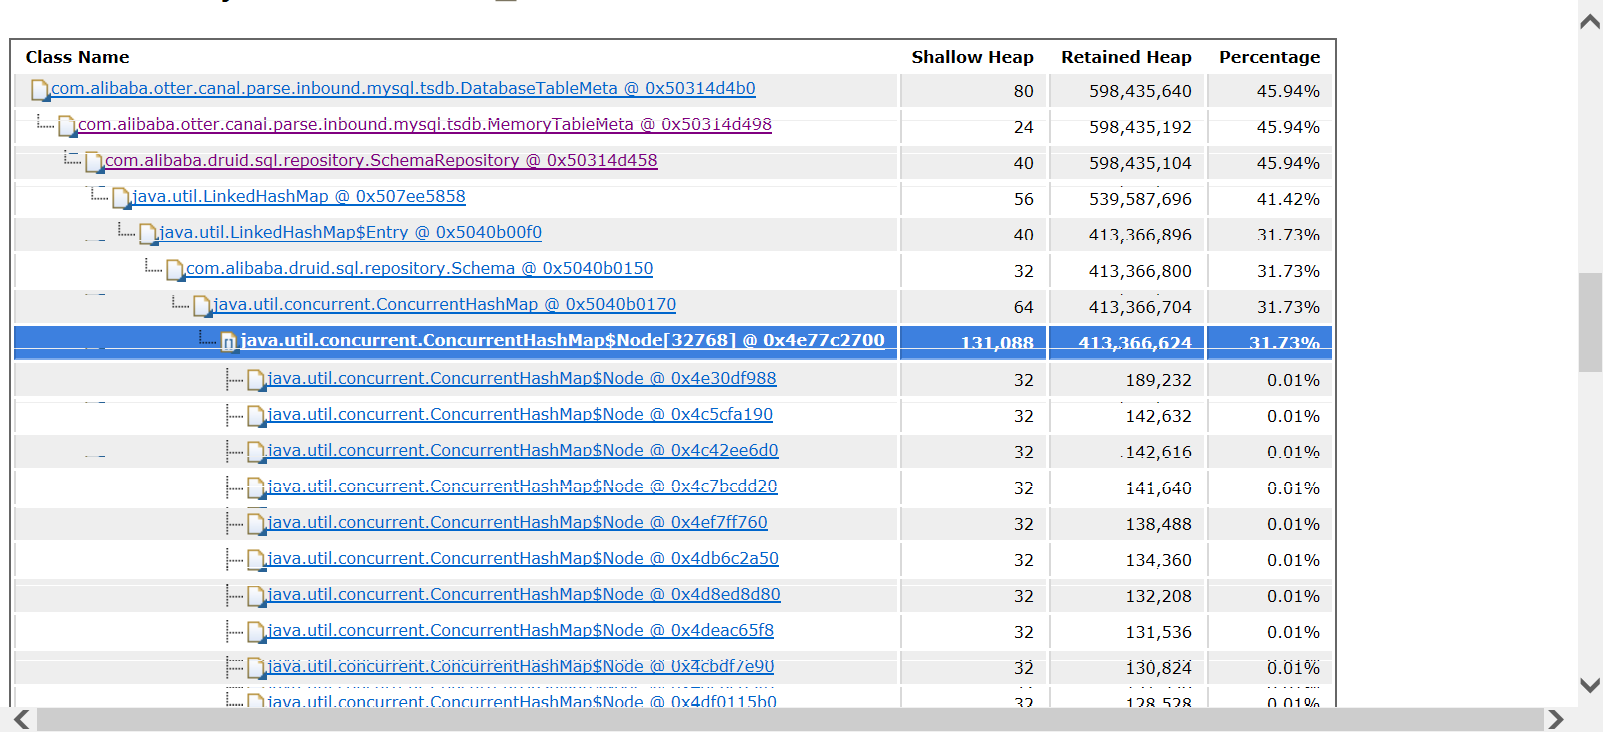 Class Name Shallow Heap Retained Heap Percentage
com.alibaba.otter.canal.parse.inbound.mysql.tsdb.DatabaseTableMeta @ 0x50314d4b0 80 598,435,640 45.94%
com.alibaba.otter.canal.parse.inbound.mysql.tsdb.MemoryTableMeta @ 0x50314d498 24 598,435,192 45.94%
com.alibaba.druid.sql.repository.SchemaRepository @ 0x50314d458 40 598,435,104 45.94%
java.util.LinkedHashMap @ 0x507ee5858 56 539,587,696 41.42%
java.util.LinkedHashMap$Entry @ 0x5040b00f0 40 413,366,896 31.73%
com.alibaba.druid.sql.repository.Schema @ 0x5040b0150 32 413,366,800 31.73%
java.util.concurrent.ConcurrentHashMap @ 0x5040b0170 64 413,366,704 31.73%
java.util.concurrent.ConcurrentHashMap$Node[32768] @ 0x4e77c2700 131,088 413,366,624 31.73%
java.util.concurrent.ConcurrentHashMap$Node @ 0x4e30df988 32 189,232 0.01%
java.util.concurrent.ConcurrentHashMap$Node @ 0x4c5cfa190 32 142,632 0.01%
java.util.concurrent.ConcurrentHashMap$Node @ 0x4c42ee6d0 32 142,616 0.01%
java.util.concurrent.ConcurrentHashMap$Node @ 0x4c7bcdd20 32 141,640 0.01%
java.util.concurrent.ConcurrentHashMap$Node @ 0x4ef7ff760 32 138,488 0.01%
java.util.concurrent.ConcurrentHashMap$Node @ 0x4db6c2a50 32 134,360 0.01%
java.util.concurrent.ConcurrentHashMap$Node @ 0x4d8ed8d80 32 132,208 0.01%
java.util.concurrent.ConcurrentHashMap$Node @ 0x4deac65f8 32 131,536 0.01%
java.util.concurrent.ConcurrentHashMap$Node @ 0x4cbdf7e90 32 130,824 0.01%
java.util.concurrent.ConcurrentHashMap$Node @ 0x4df0115b0 32 128,528 0.01%